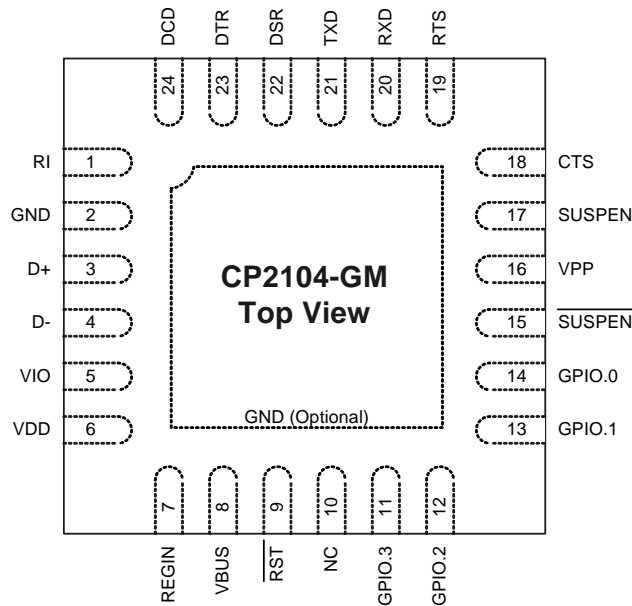 DCD
DTR
DSR
TXD
RXD
RTS
24
23
22
21
20
19
RI 1
GND 2
D+ 3
D- 4
VIO 5
VDD 6
18 CTS
17 SUSPEN
16 VPP
15 SUSPEN
14 GPIO.0
13 GPIO.1
CP2104-GM
Top View
GND (Optional)
7
8
9
10
11
12
REGIN
VBUS
RST
NC
GPIO.3
GPIO.2